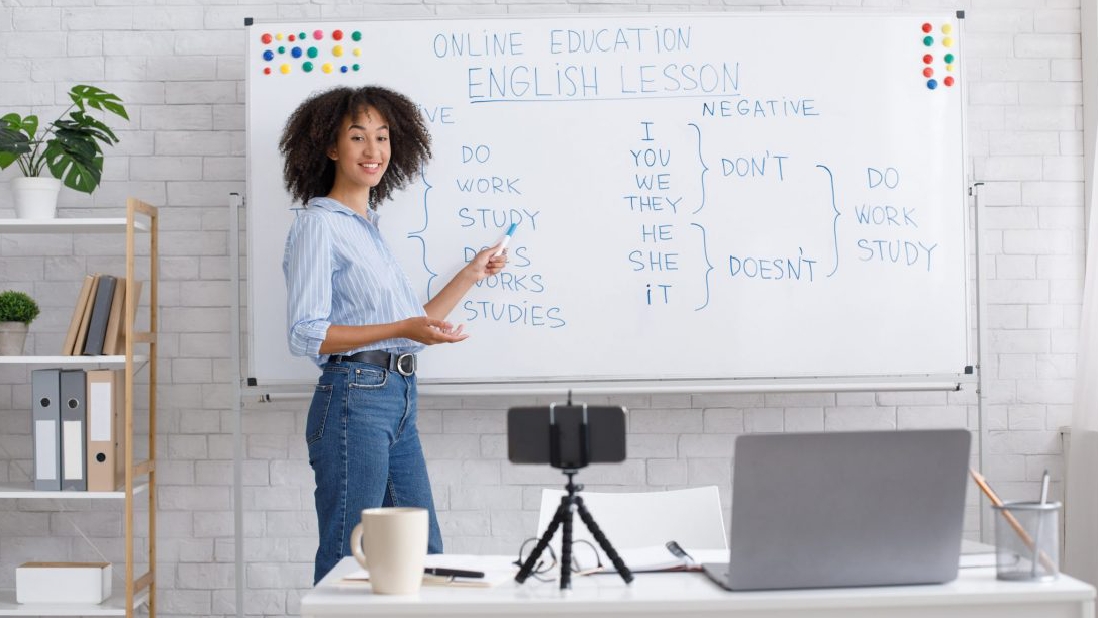 ONLINE EDUCATION
ENGLISH LESSON
DO
WORK
STUDY
DOES
WORKS
STUDIES
NEGATIVE
I
YOU
WE
THEY
HE
SHE
iT
DON'T
DOESN'T
DO
WORK
STUDY